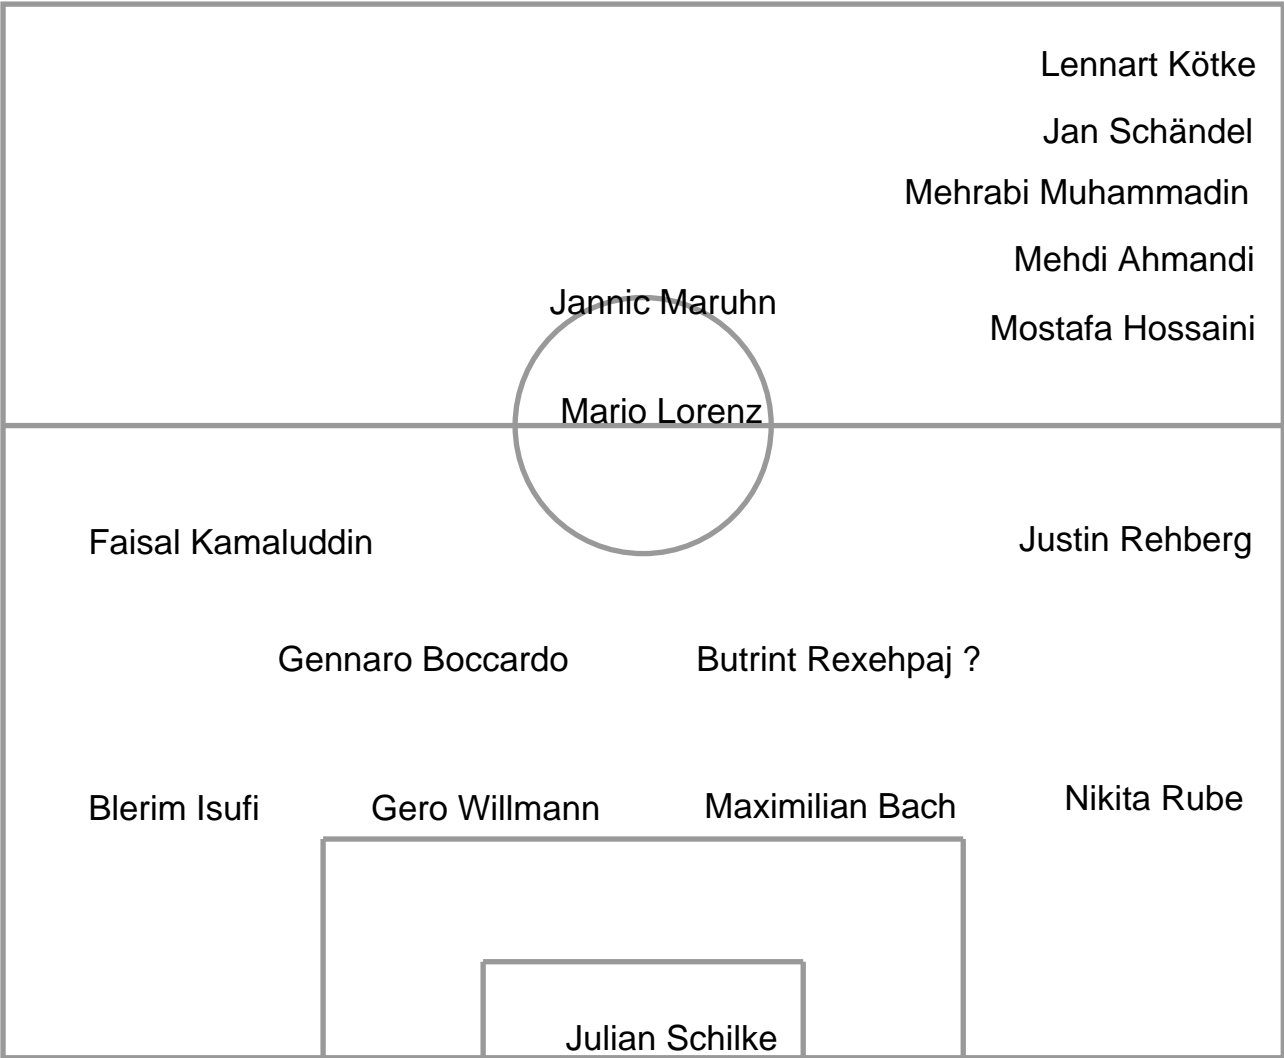 Lennart Kötke
Jan Schändel
Mehrabi Muhammadin
Mehdi Ahmandi
Jannic Maruhn
Mostafa Hossaini
Mario Lorenz
Faisal Kamaluddin
Justin Rehberg
Gennaro Boccardo
Butrint Rexehpaj ?
Blerim Isufi
Gero Willmann
Maximilian Bach
Nikita Rube
Julian Schilke